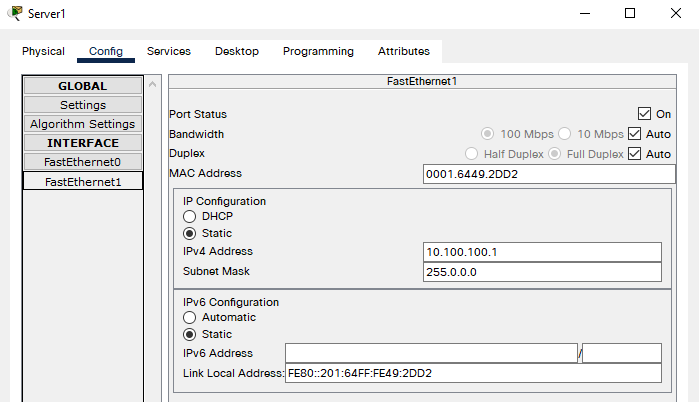 Server1
Physical Config Services Desktop Programming Attributes
GLOBAL
Settings
Algorithm Settings
INTERFACE
FastEthernet0
FastEthernet1
FastEthernet1
Port Status On
Bandwidth 100 Mbps 10 Mbps Auto
Duplex Half Duplex Full Duplex Auto
MAC Address 0001.6449.2DD2
IP Configuration
DHCP
Static
IPv4 Address 10.100.100.1
Subnet Mask 255.0.0.0
IPv6 Configuration
Automatic
Static
IPv6 Address /
Link Local Address: FE80::201:64FF:FE49:2DD2